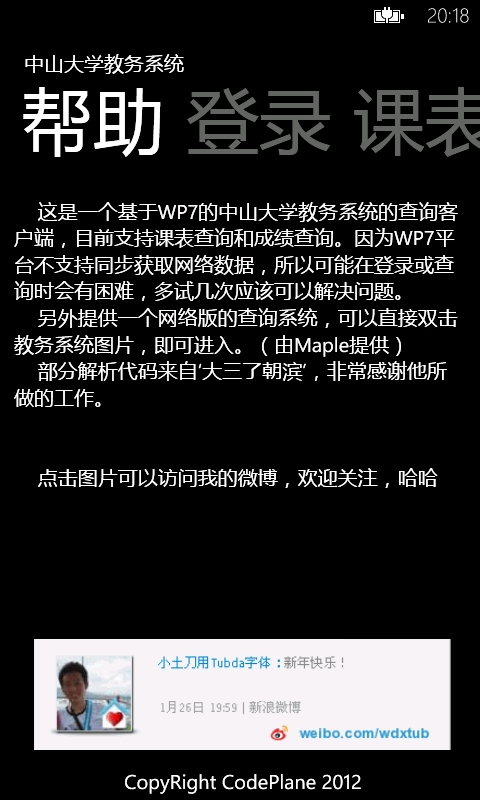 20:18
中山大学教务系统
帮助 登录 课表
这是一个基于WP7的中山大学教务系统的查询客
户端，目前支持课表查询和成绩查询。因为WP7平
台不支持同步获取网络数据，所以可能在登录或查
询时会有困难，多试几次应该可以解决问题。
另外提供一个网络版的查询系统，可以直接双击
教务系统图片，即可进入。（由Maple提供）
部分解析代码来自‘大三了朝滨’，非常感谢他所
做的工作。
点击图片可以访问我的微博，欢迎关注，哈哈
小土刀用Tubda字体：新年快乐！
1月26日 19:59 | 新浪微博
weibo.com/wdxtub
CopyRight CodePlane 2012